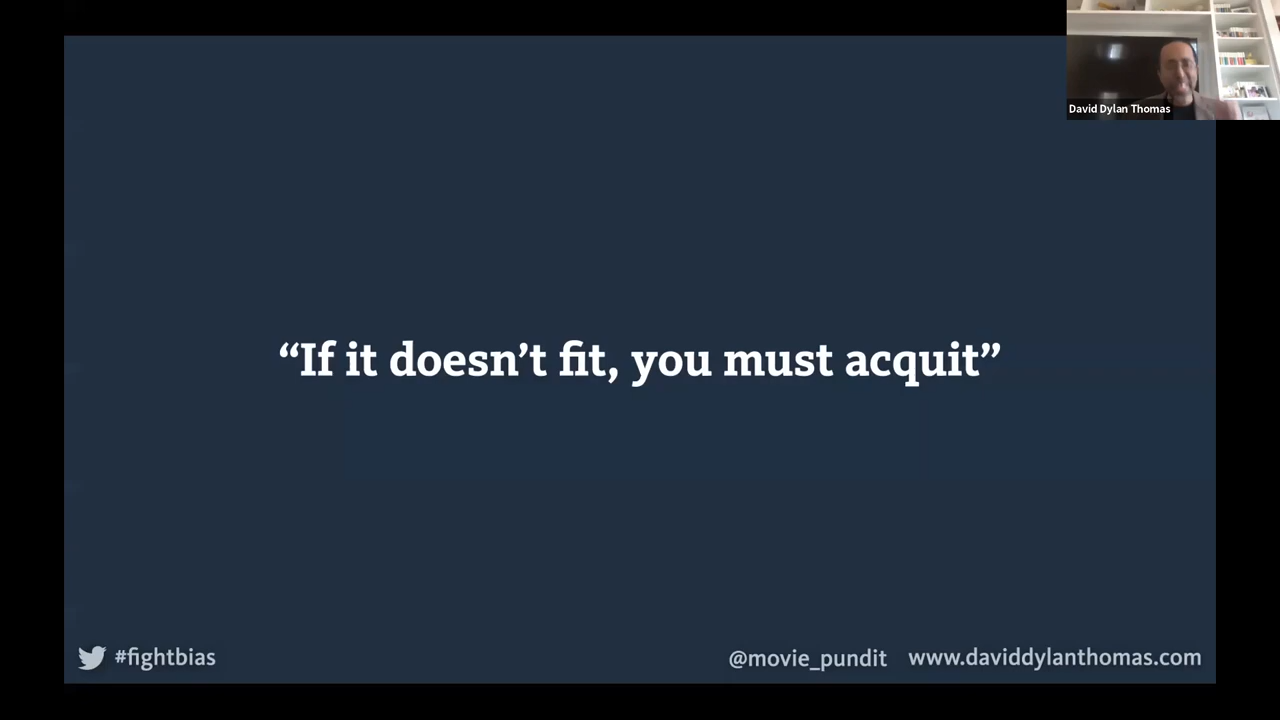 David Dylan Thomas
“If it doesn’t fit, you must acquit”
#fightbias
@movie_pundit www.daviddylanthomas.com